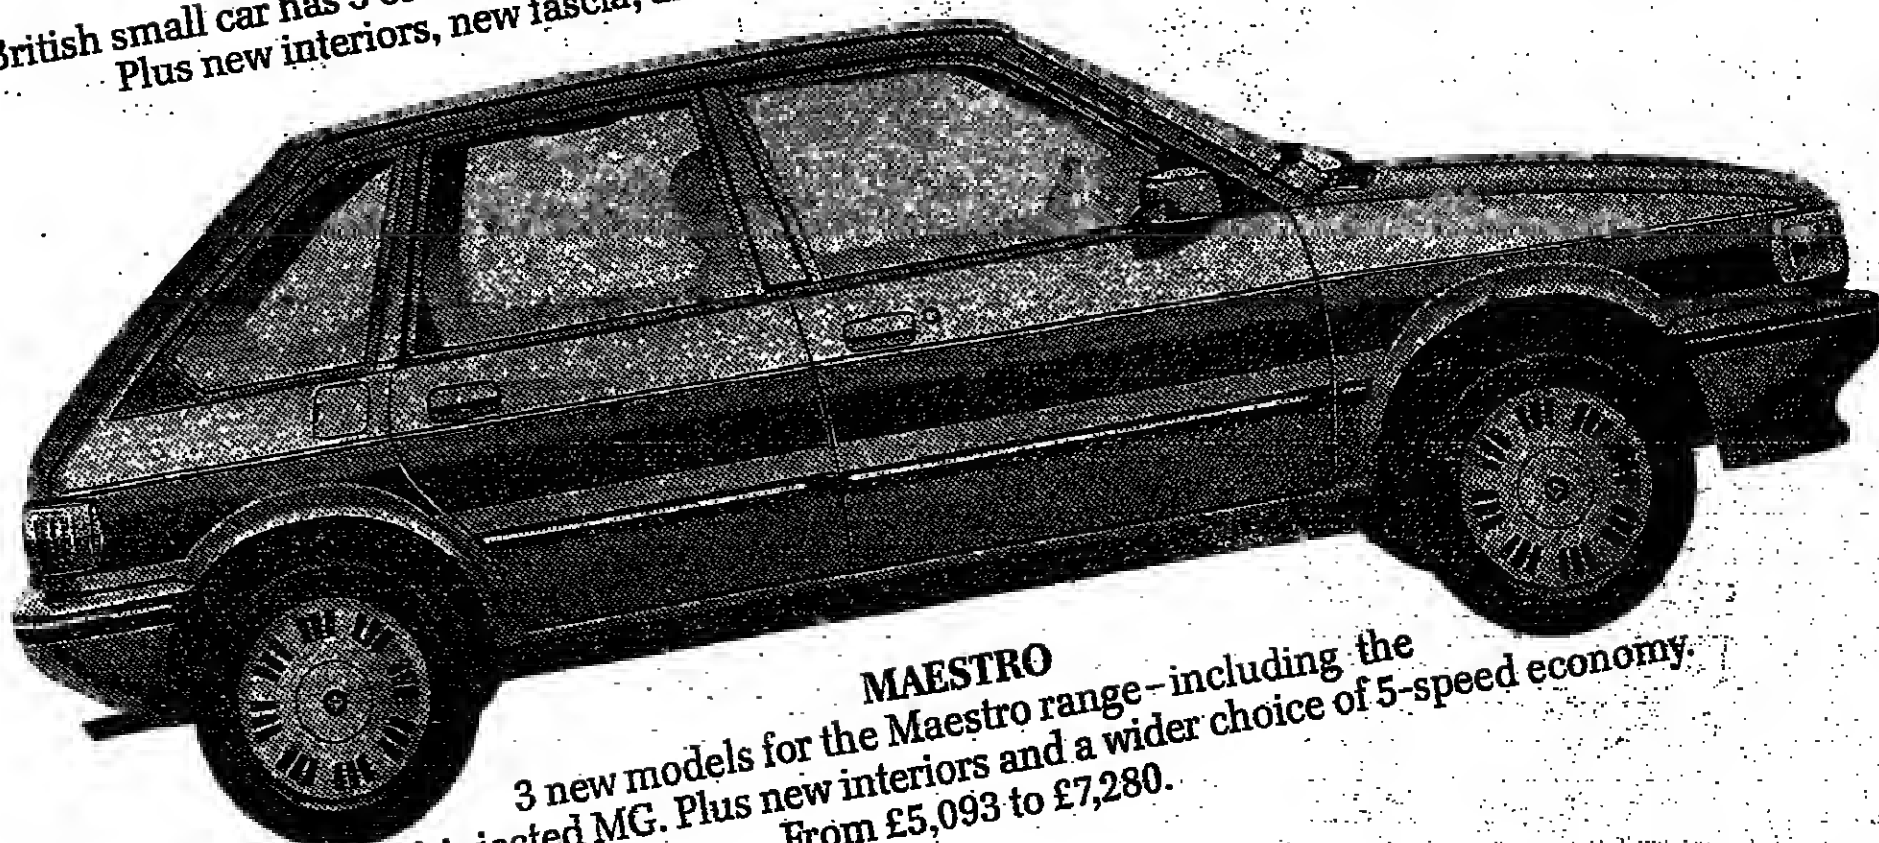 British small car has
Plus new interiors, new fascia,
MAESTRO
3 new models for the Maestro range–including the
MG. Plus new interiors and a wider choice of 5-speed economy.
From £5,093 to £7,280.